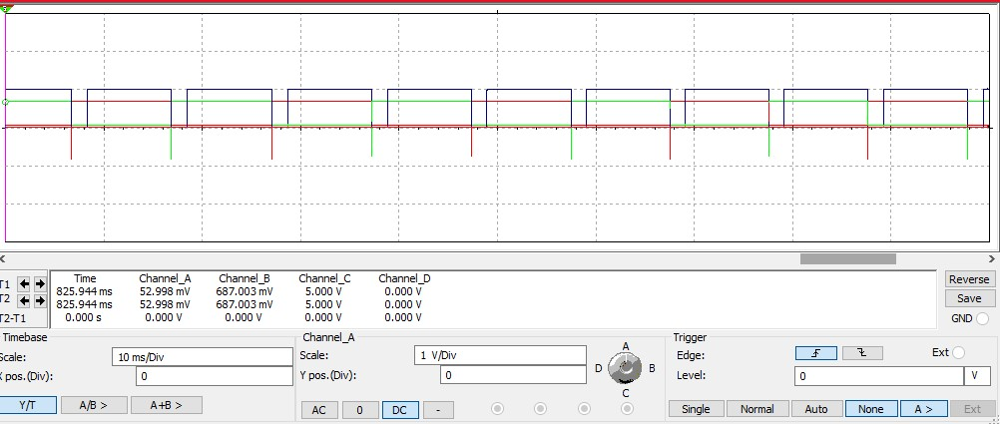 Time Channel_A Channel_B Channel_C Channel_D
T1 825.944 ms 52.998 mV 687.003 mV 5.000 V 0.000 V
T2 825.944 ms 52.998 mV 687.003 mV 5.000 V 0.000 V
T2-T1 0.000 s 0.000 V 0.000 V 0.000 V 0.000 V
Reverse
Save
GND
Timebase
Scale: 10 ms/Div
X pos.(Div): 0
Y/T A/B > A+B >
Channel_A
Scale: 1 V/Div
Y pos.(Div): 0
AC 0 DC -
A
D B
C
Trigger
Edge: Ext
Level: 0 V
Single Normal Auto None A > Ext